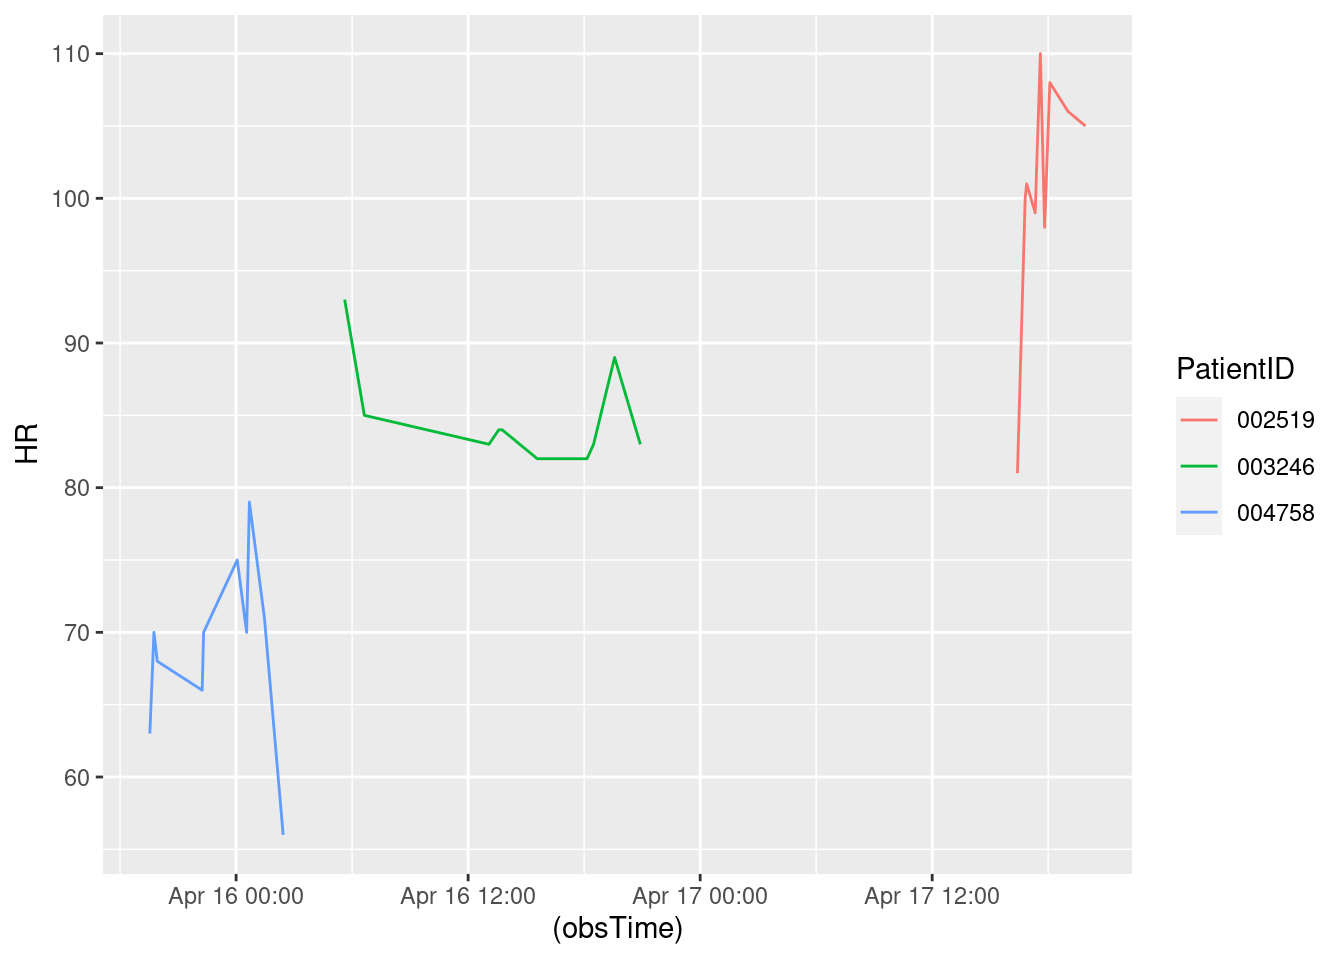 110
100
90
80
70
60
HR
Apr 16 00:00
Apr 16 12:00
Apr 17 00:00
Apr 17 12:00
(obsTime)
PatientID
002519
003246
004758